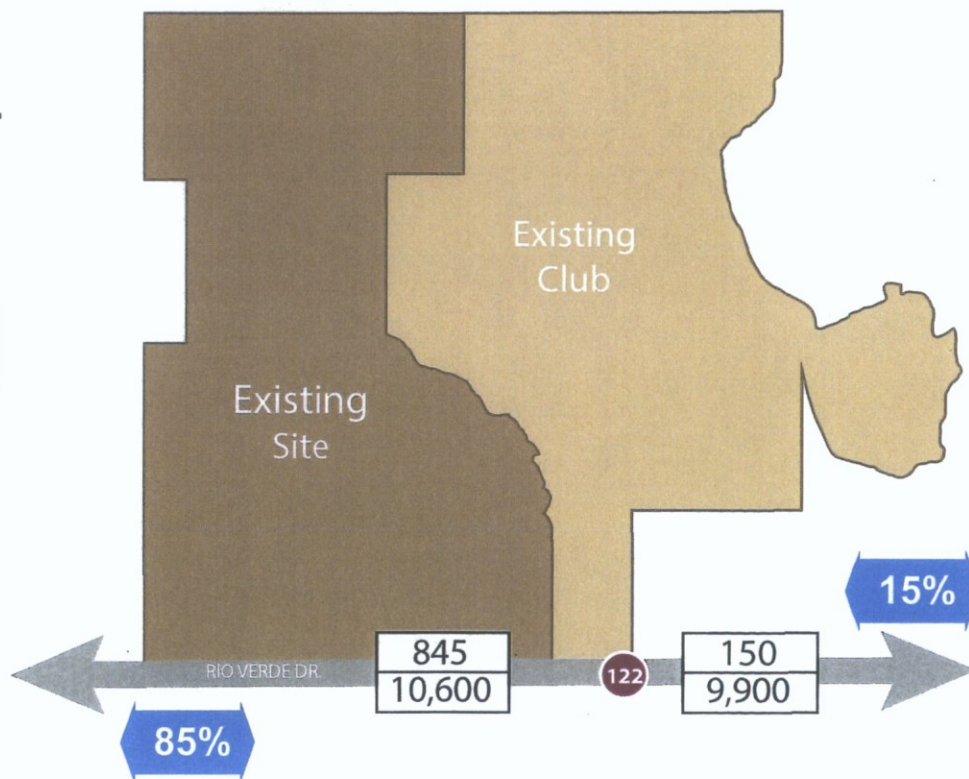 Existing
Club
Existing
Site
15%
845
10,600
RIO VERDE DR.
122
150
9,900
85%